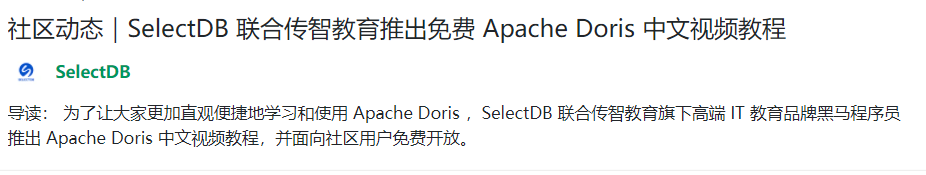 社区动态｜SelectDB 联合传智教育推出免费 Apache Doris 中文视频教程
SelectDB
导读： 为了让大家更加直观便捷地学习和使用 Apache Doris ，SelectDB 联合传智教育旗下高端 IT 教育品牌黑马程序员
推出 Apache Doris 中文视频教程，并面向社区用户免费开放。